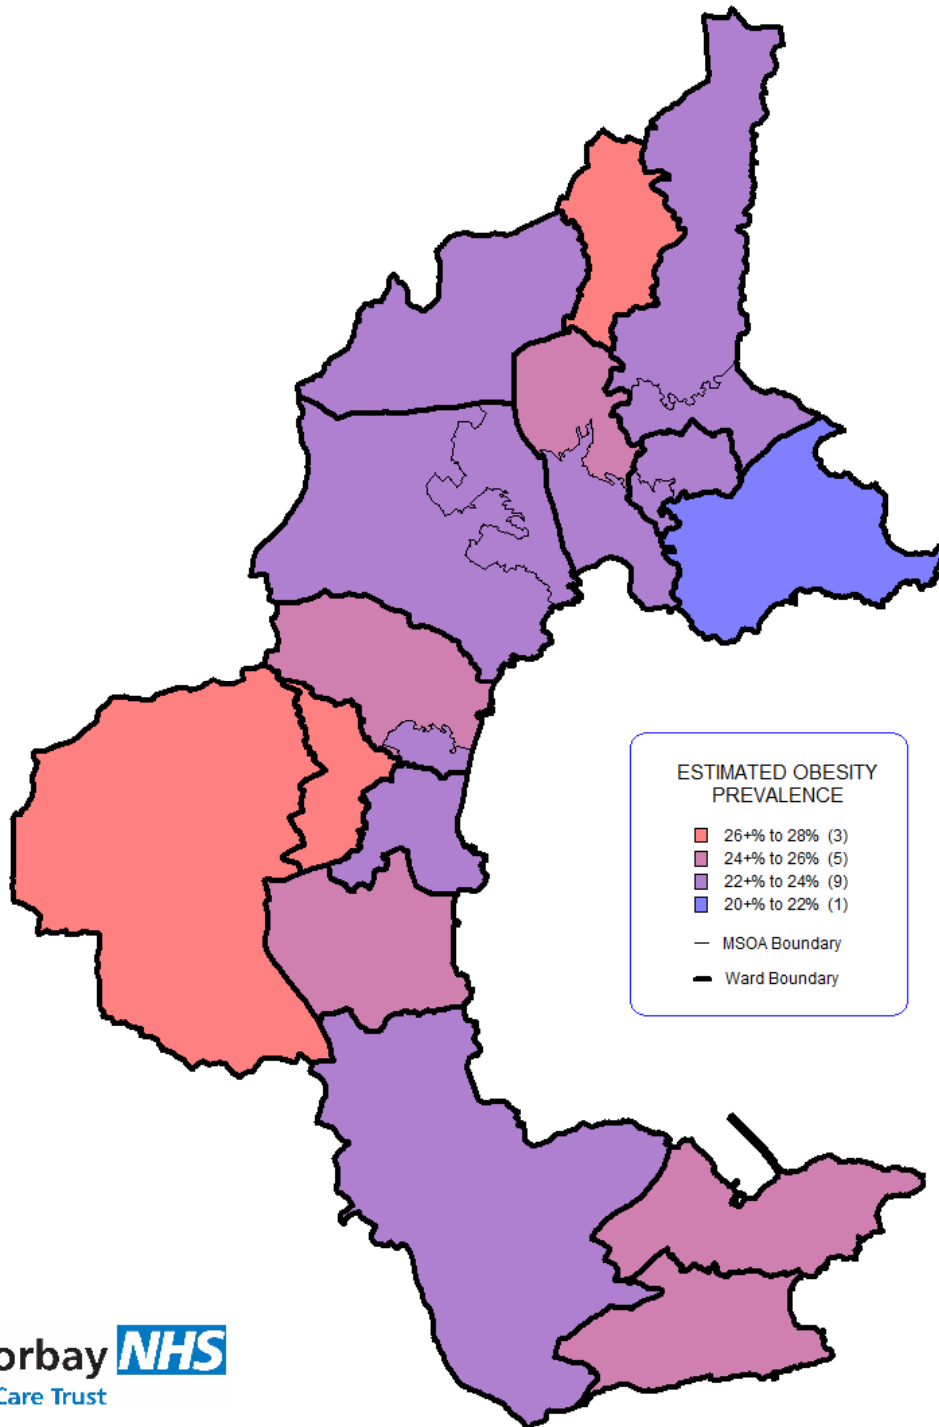 ESTIMATED OBESITY
PREVALENCE
26+% to 28% (3)
24+% to 26% (5)
22+% to 24% (9)
20+% to 22% (1)
MSOA Boundary
Ward Boundary
orbay NHS
Care Trust